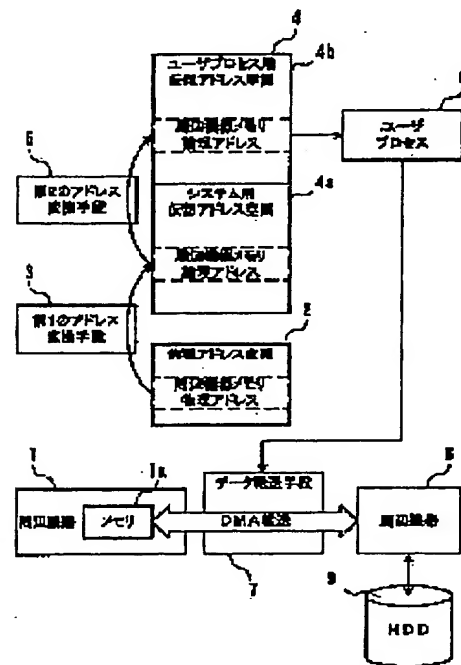 4
4b
ユーザプロセス用
仮想アドレス空間
周辺機器メモリ
論理アドレス
ユーザ
プロセス
5
第2のアドレス
変換手段
システム用
仮想アドレス空間
4a
周辺機器メモリ
論理アドレス
3
第1のアドレス
変換手段
2
物理アドレス空間
周辺機器メモリ
物理アドレス
1
1a
周辺機器
メモリ
データ転送手段
DMA転送
7
8
周辺機器
9
HDD